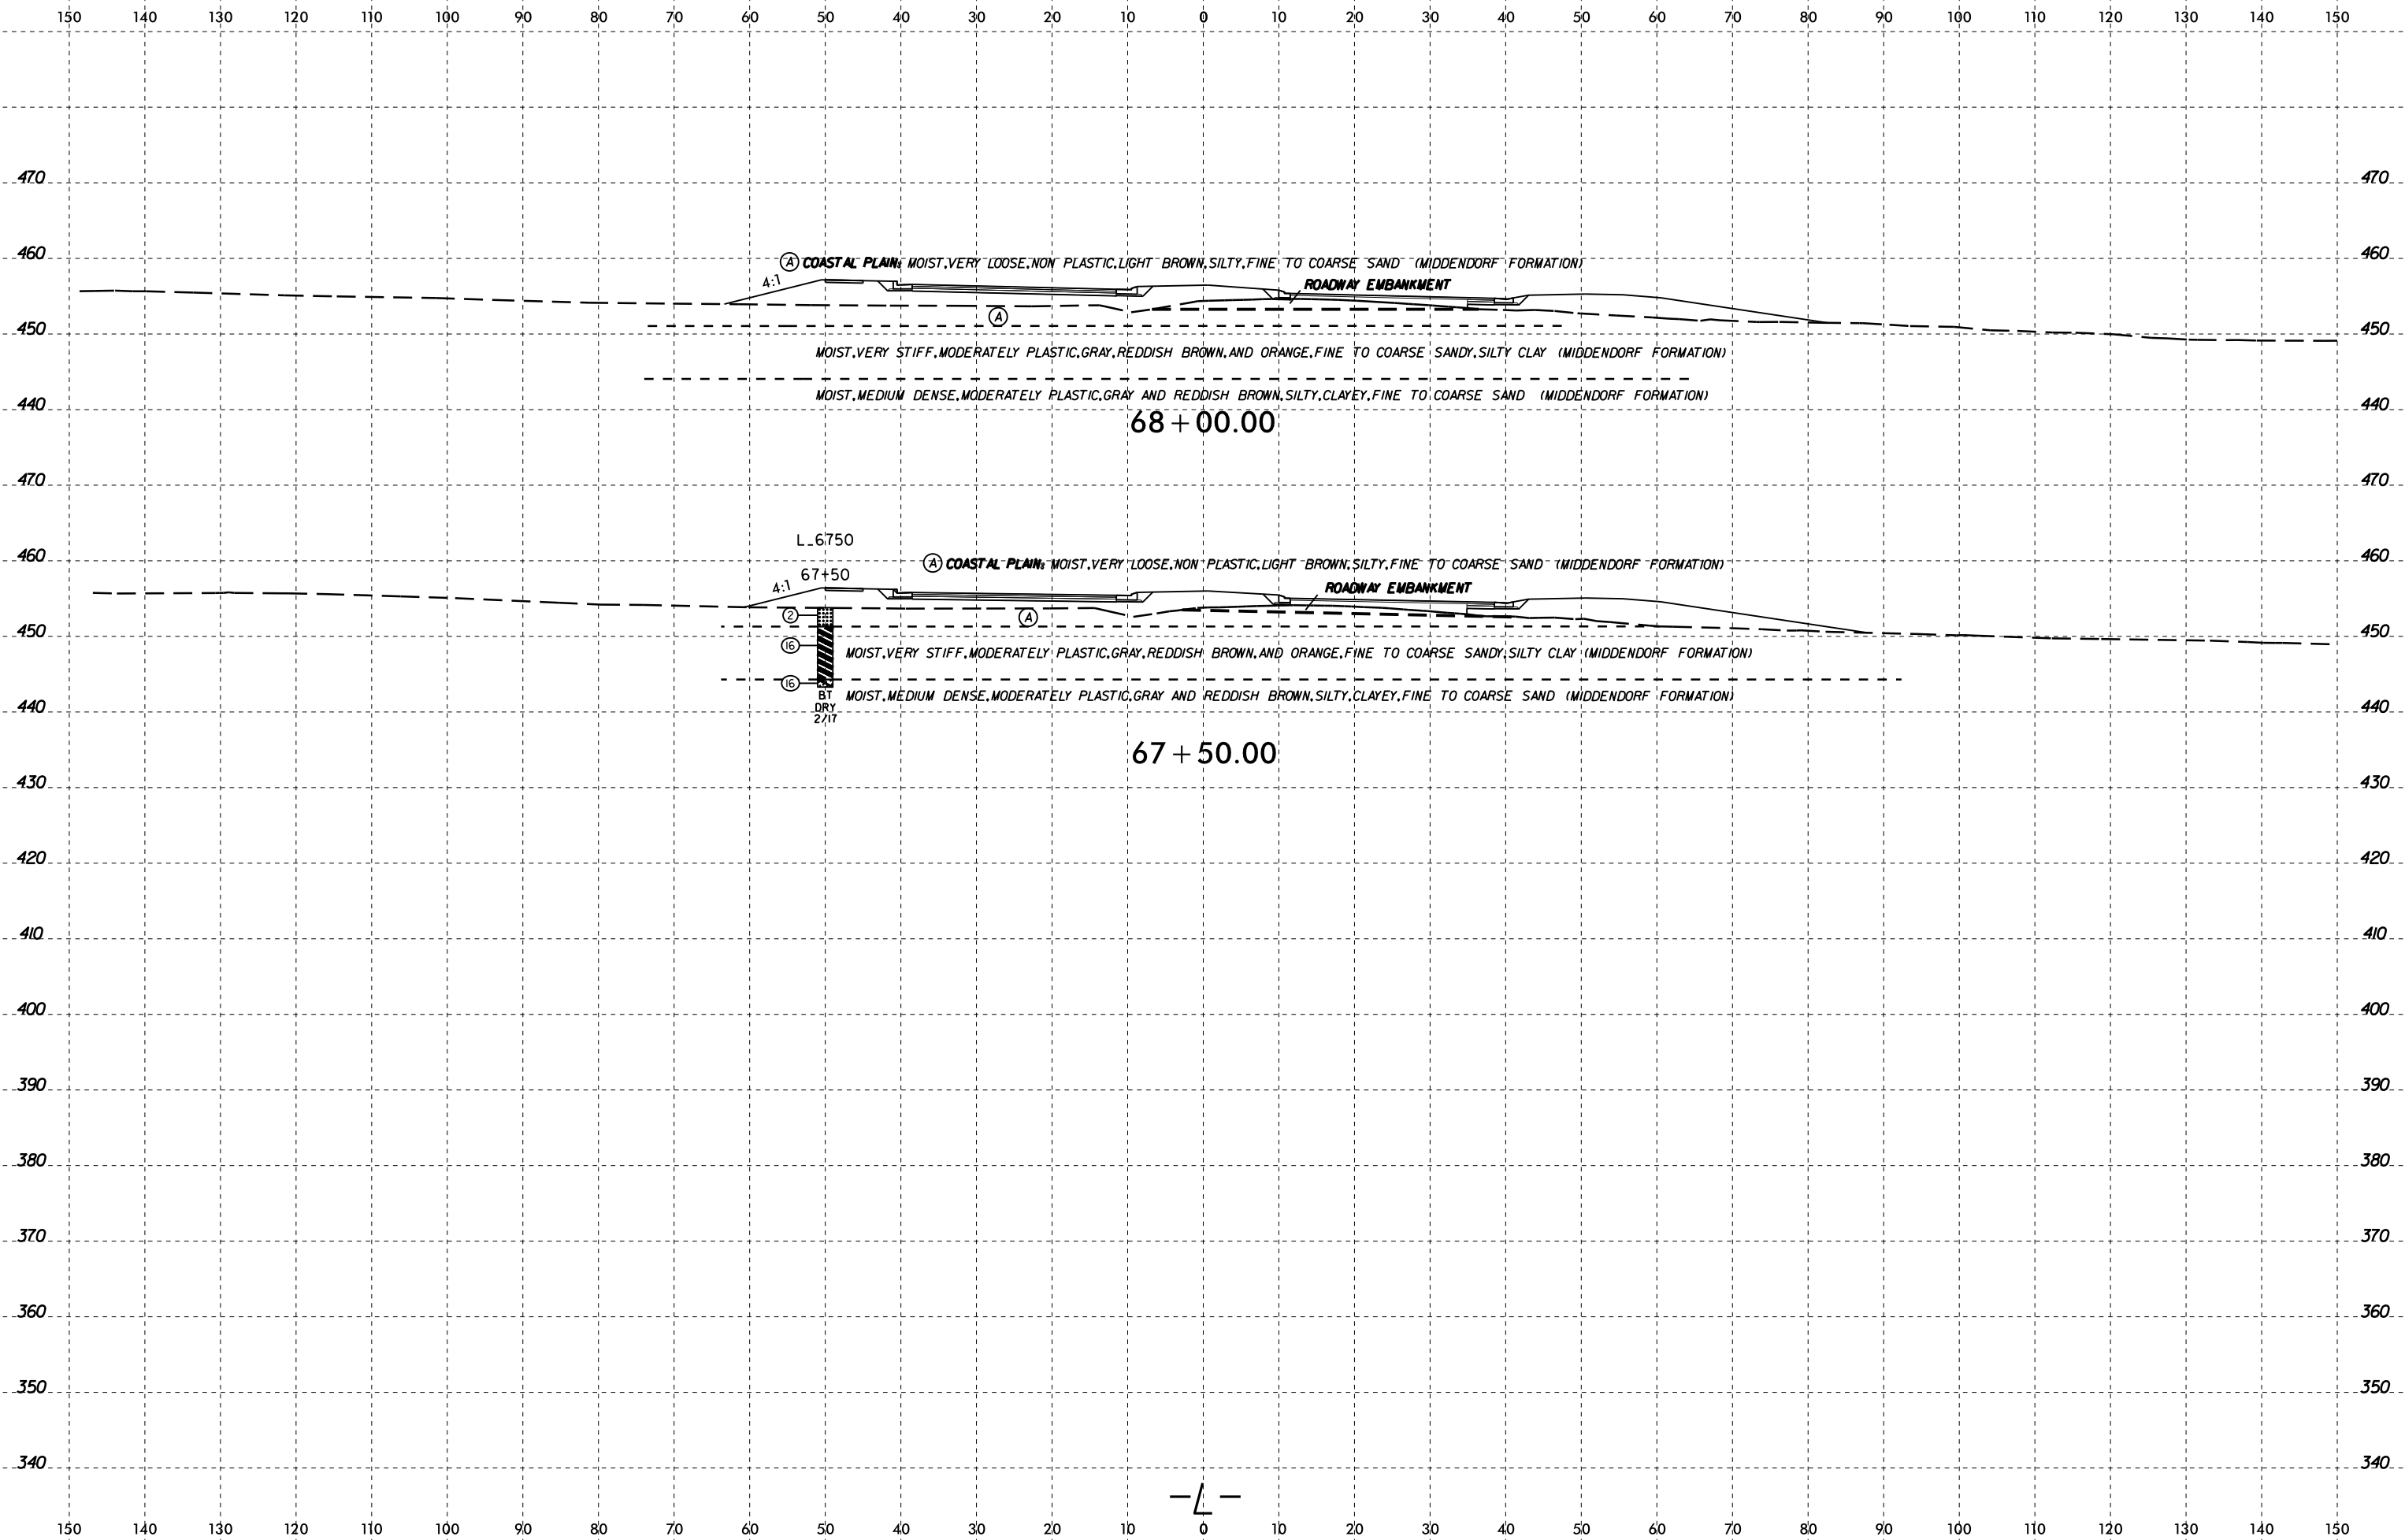 150 140 130 120 110 100 90 80 70 60 50 40 30 20 10 0 10 20 30 40 50 60 70 80 90 100 110 120 130 140 150
470 470
460 460
Ⓐ COASTAL PLAIN: MOIST, VERY LOOSE, NON PLASTIC, LIGHT BROWN, SILTY, FINE TO COARSE SAND (MIDDENDORF FORMATION)
4:1
ROADWAY EMBANKMENT
Ⓐ
450 450
MOIST, VERY STIFF, MODERATELY PLASTIC, GRAY, REDDISH BROWN, AND ORANGE, FINE TO COARSE SANDY, SILTY CLAY (MIDDENDORF FORMATION)
MOIST, MEDIUM DENSE, MODERATELY PLASTIC, GRAY AND REDDISH BROWN, SILTY, CLAYEY, FINE TO COARSE SAND (MIDDENDORF FORMATION)
440 440
68+00.00
470 470
L_6750
460 460
Ⓐ COASTAL PLAIN: MOIST, VERY LOOSE, NON PLASTIC, LIGHT BROWN, SILTY, FINE TO COARSE SAND (MIDDENDORF FORMATION)
67+50
4:1
ROADWAY EMBANKMENT
2
Ⓐ
450 450
16
MOIST, VERY STIFF, MODERATELY PLASTIC, GRAY, REDDISH BROWN, AND ORANGE, FINE TO COARSE SANDY, SILTY CLAY (MIDDENDORF FORMATION)
16
BT
MOIST, MEDIUM DENSE, MODERATELY PLASTIC, GRAY AND REDDISH BROWN, SILTY, CLAYEY, FINE TO COARSE SAND (MIDDENDORF FORMATION)
DRY
2/17
440 440
67+50.00
430 430
420 420
410 410
400 400
390 390
380 380
370 370
360 360
350 350
340 340
-L-
150 140 130 120 110 100 90 80 70 60 50 40 30 20 10 0 10 20 30 40 50 60 70 80 90 100 110 120 130 140 150